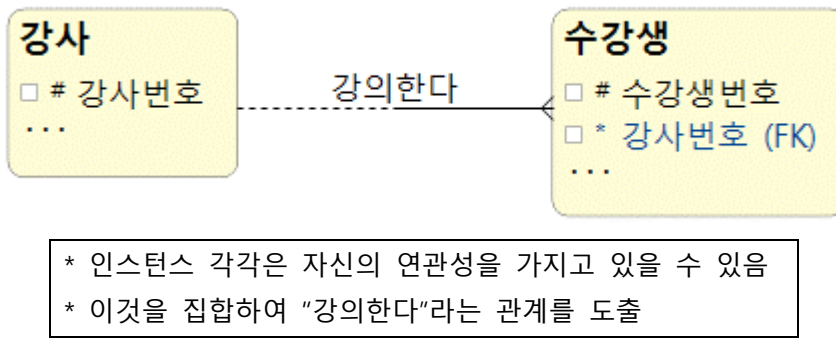 강사
# 강사번호
...
강의한다
수강생
# 수강생번호
* 강사번호 (FK)
...
* 인스턴스 각각은 자신의 연관성을 가지고 있을 수 있음
* 이것을 집합하여 "강의한다"라는 관계를 도출